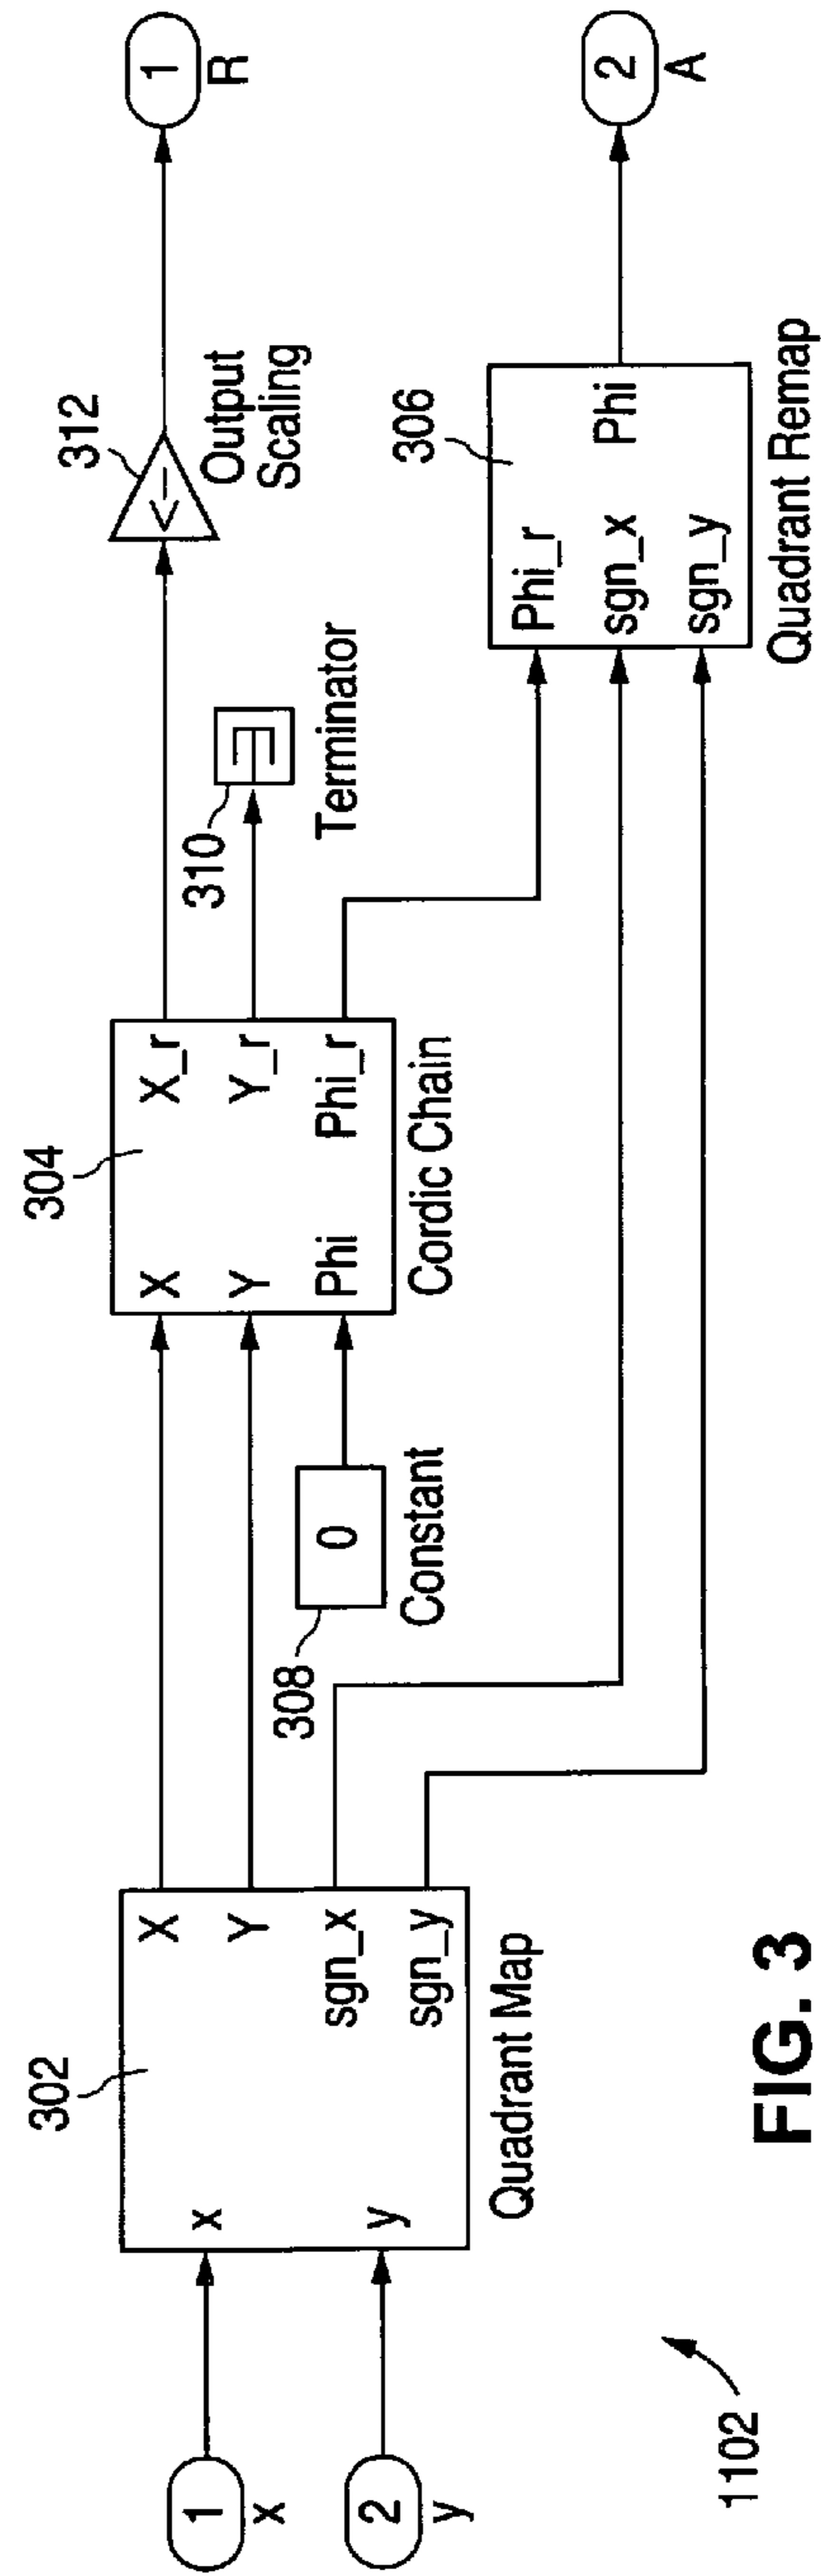 1
x
2
y
302
x
y
X
Y
sgn_x
sgn_y
Quadrant Map
308
0
Constant
304
X
Y
Phi
X_r
Y_r
Phi_r
Cordic Chain
310
Terminator
312
Output
Scaling
1
R
306
Phi_r
sgn_x
sgn_y
Phi
Quadrant Remap
2
A
1102
FIG. 3